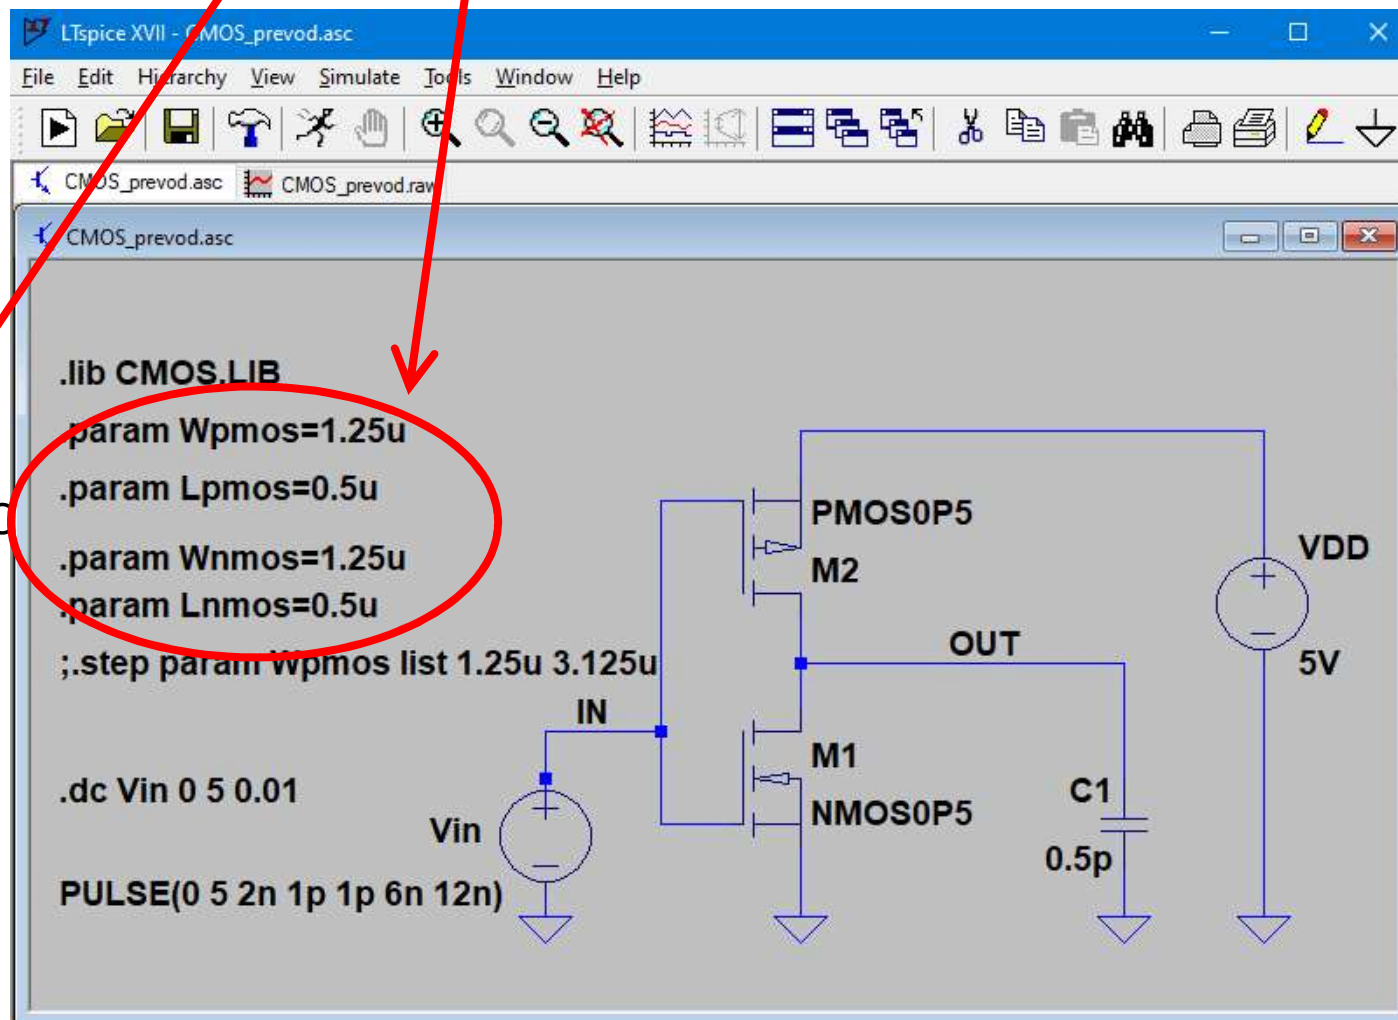 LTspice XVII - CMOS_prevod.asc
File Edit Hierarchy View Simulate Tools Window Help
CMOS_prevod.asc CMOS_prevod.raw
CMOS_prevod.asc
.lib CMOS.LIB
.param Wpmos=1.25u
.param Lpmos=0.5u
.param Wnmos=1.25u
.param Lnmos=0.5u
;.step param Wpmos list 1.25u 3.125u
.dc Vin 0 5 0.01
PULSE(0 5 2n 1p 1p 6n 12n)
IN
Vin
PMOS0P5
M2
OUT
M1
NMOS0P5
C1
0.5p
VDD
5V